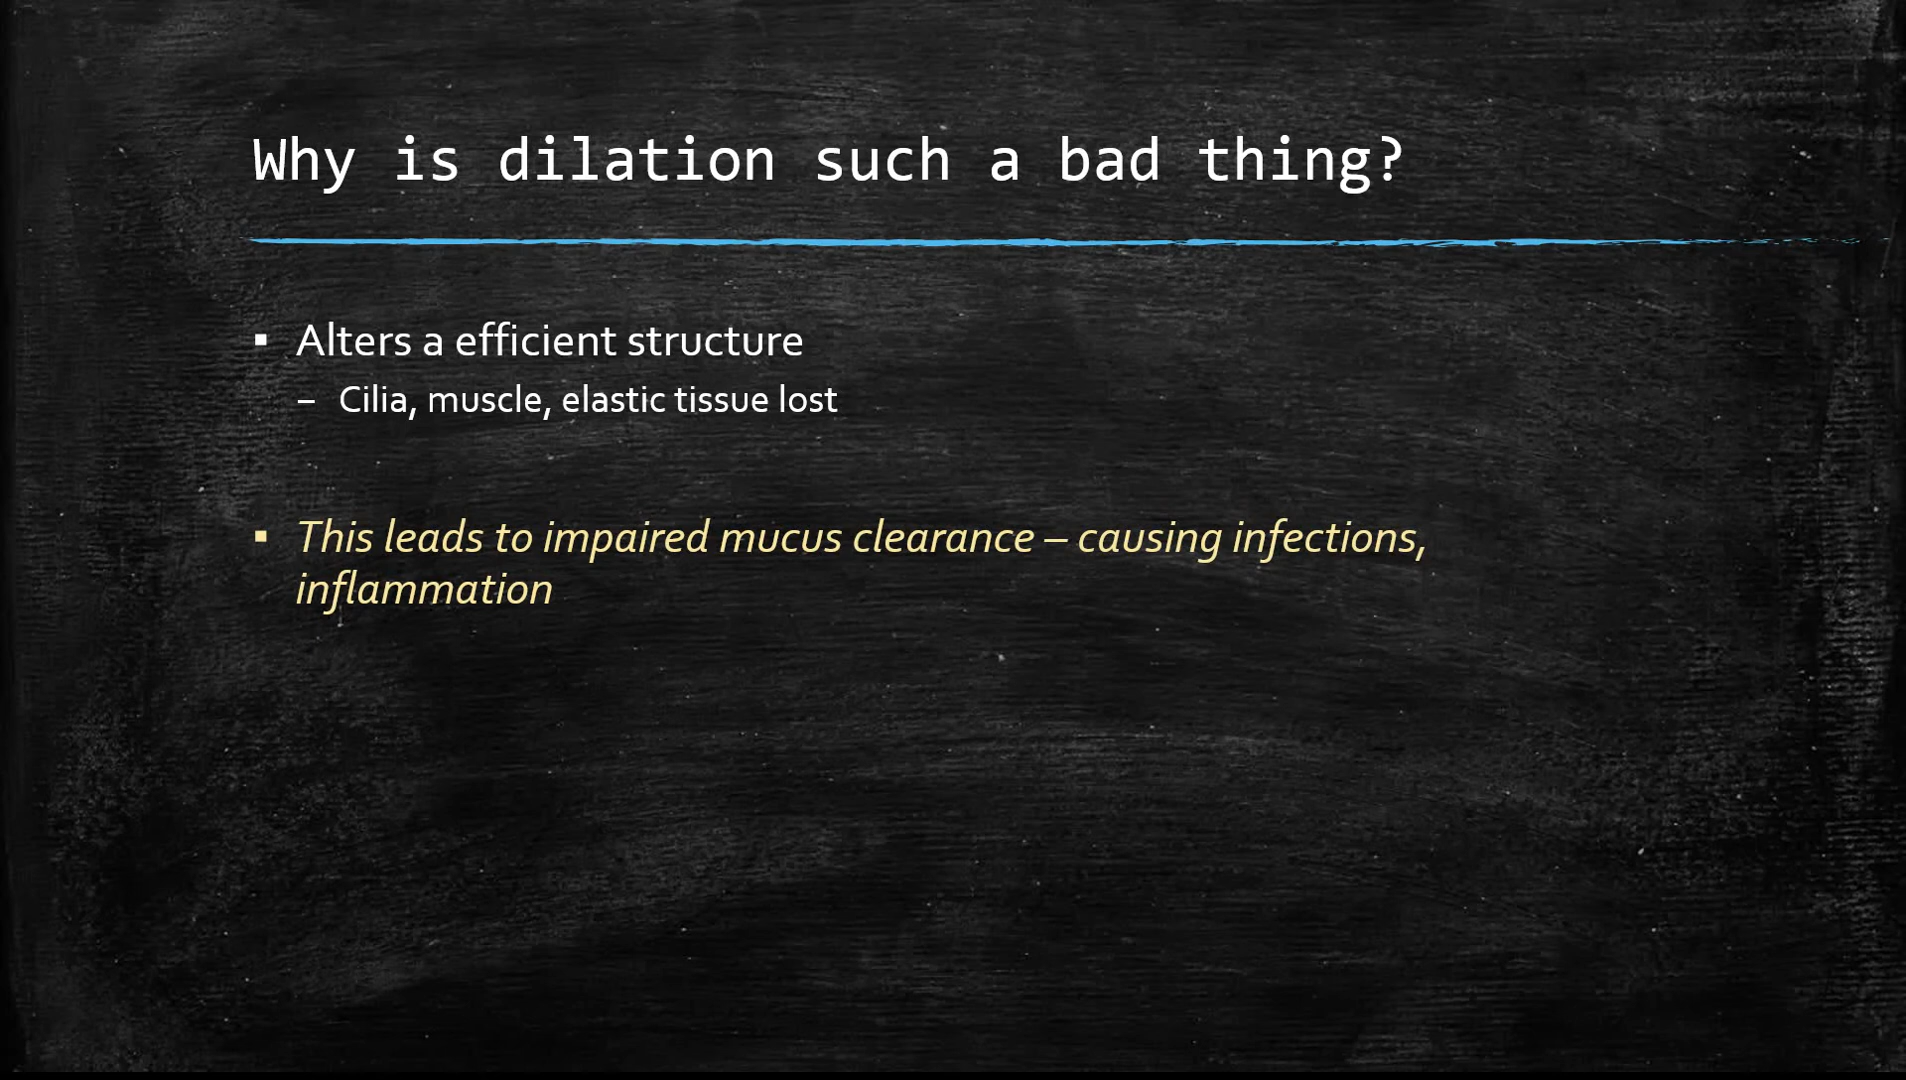 Why is dilation such a bad thing?
▪ Alters a efficient structure
– Cilia, muscle, elastic tissue lost
▪ This leads to impaired mucus clearance – causing infections,
inflammation